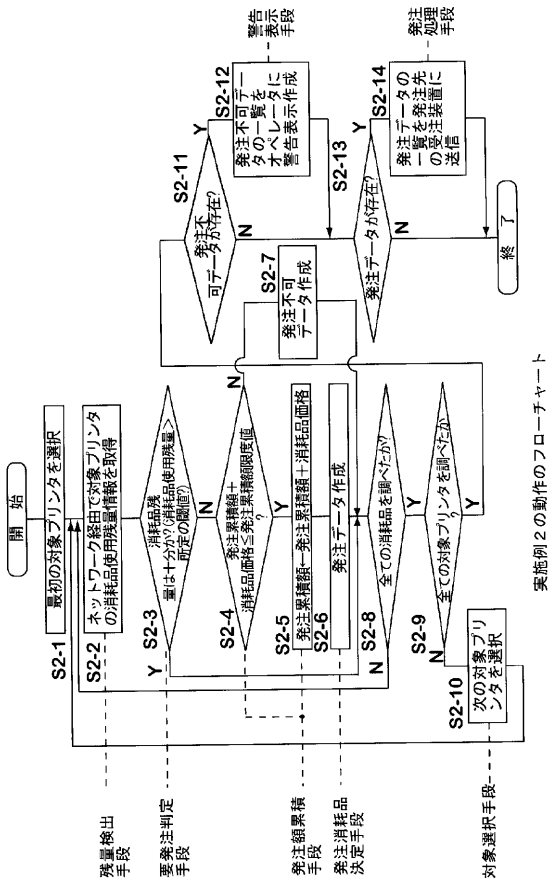 開　始
S2-1
最初の対象プリンタを選択
S2-2
ネットワーク経由で対象プリンタ
の消耗品使用残量情報を取得
残量検出
手段
S2-3
消耗品残
量は十分か?(消耗品使用残量>
所定の閾値?)
Y
N
要発注判定
手段
S2-4
発注累積額+
消耗品価格≦発注累積額限度値
?
N
Y
S2-5
発注累積額←発注累積額+消耗品価格
発注額累積
手段
S2-6
発注データ作成
発注消耗品
決定手段
S2-7
発注不可
データ作成
S2-8
全ての消耗品を調べたか?
N
Y
S2-9
全ての対象プリンタを調べたか
?
N
Y
S2-10
次の対象プリ
ンタを選択
対象選択手段
S2-11
発注不
可データが存在?
Y
N
S2-12
発注不可デー
タの一覧を
オペレータに
警告表示作成
警告
表示
手段
S2-13
発注データが存在?
Y
N
S2-14
発注データの
一覧を発注先
の受注装置に
送信
発注
処理
手段
終　了
実施例2の動作のフローチャート